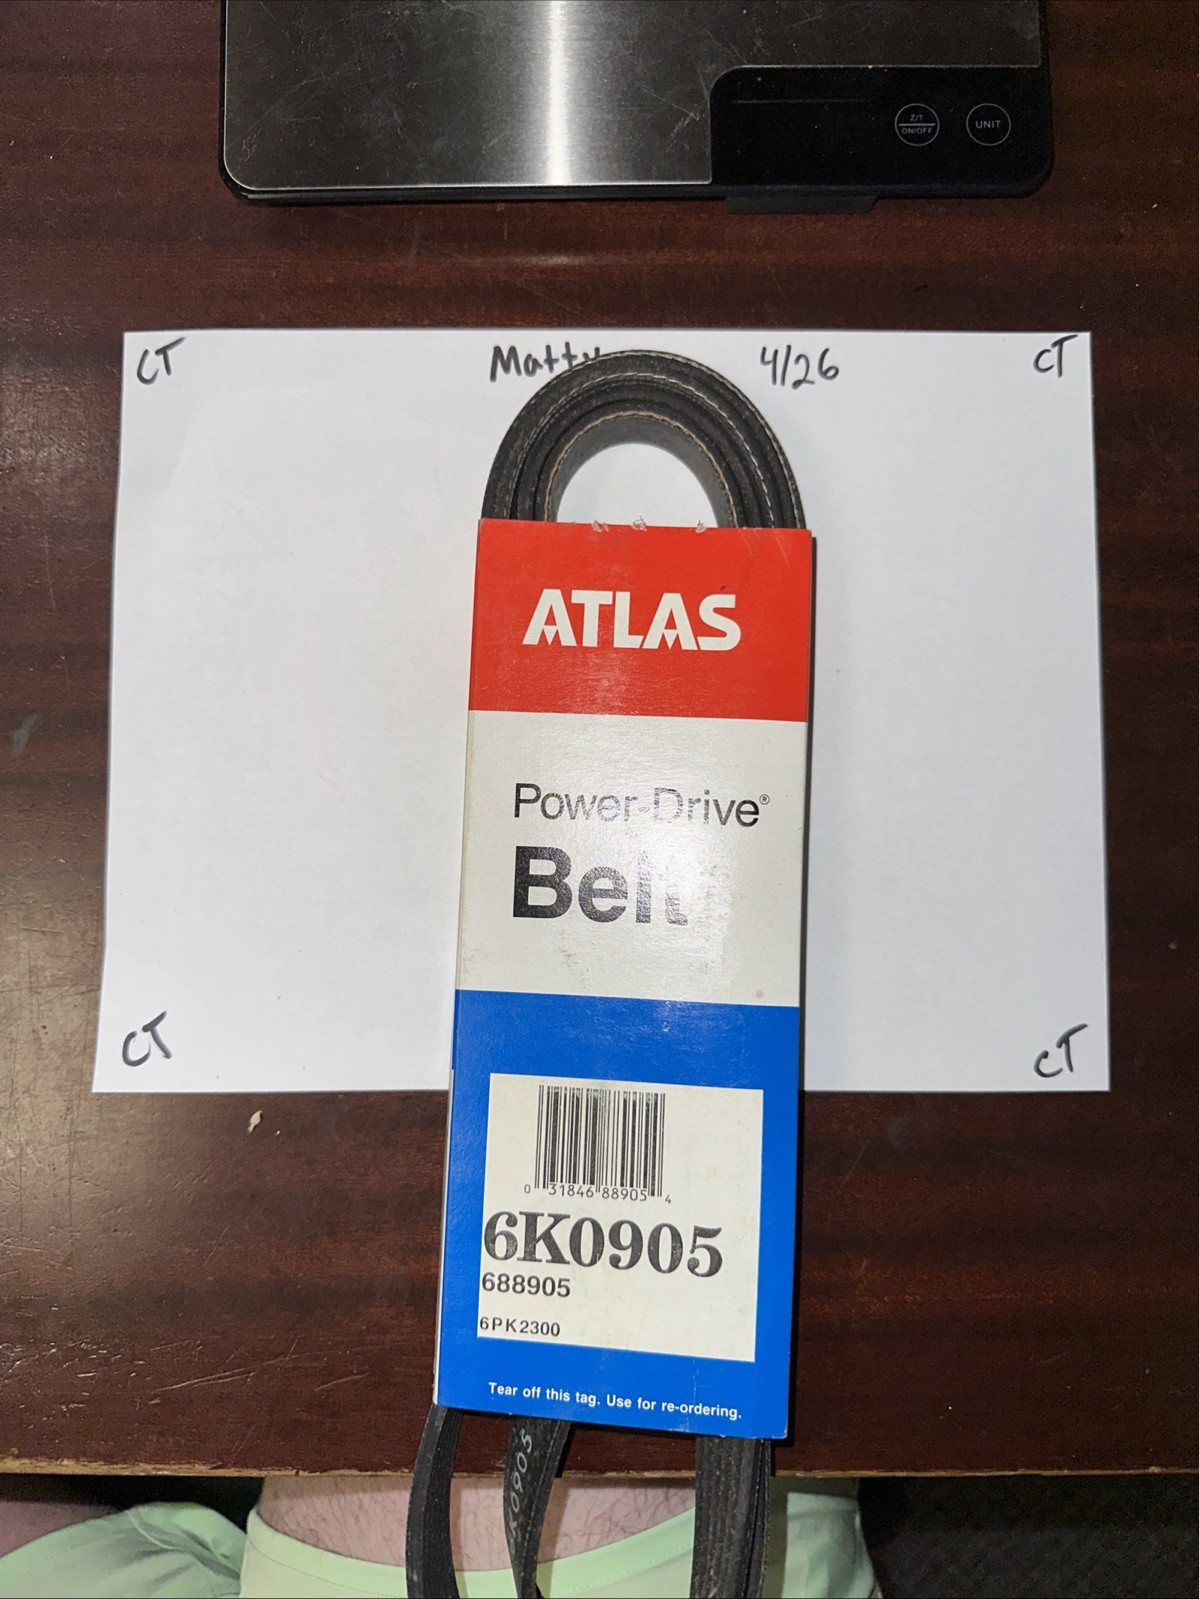 Z/T
ON/OFF
UNIT
CT
Matty
4/26
CT
ATLAS
Power-Drive®
Belt
CT
CT
0 31846 88905 4
6K0905
688905
6PK2300
Tear off this tag. Use for re-ordering.
K0905